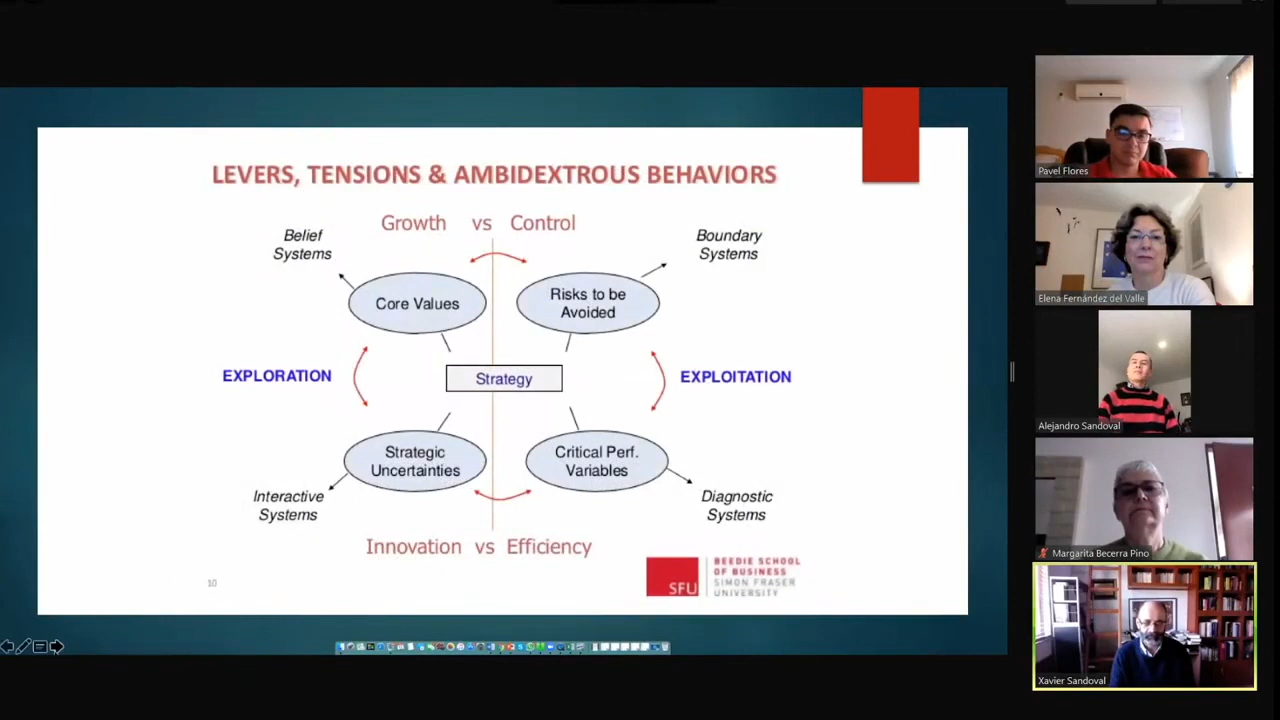 LEVERS, TENSIONS & AMBIDEXTROUS BEHAVIORS
Growth vs Control
Belief
Systems
Boundary
Systems
Core Values
Risks to be
Avoided
EXPLORATION
Strategy
EXPLOITATION
Strategic
Uncertainties
Critical Perf.
Variables
Interactive
Systems
Diagnostic
Systems
Innovation vs Efficiency
10
SFU
BEEDIE SCHOOL
OF BUSINESS
SIMON FRASER
UNIVERSITY
Pavel Flores
Elena Fernández del Valle
Alejandro Sandoval
Margarita Becerra Pino
Xavier Sandoval